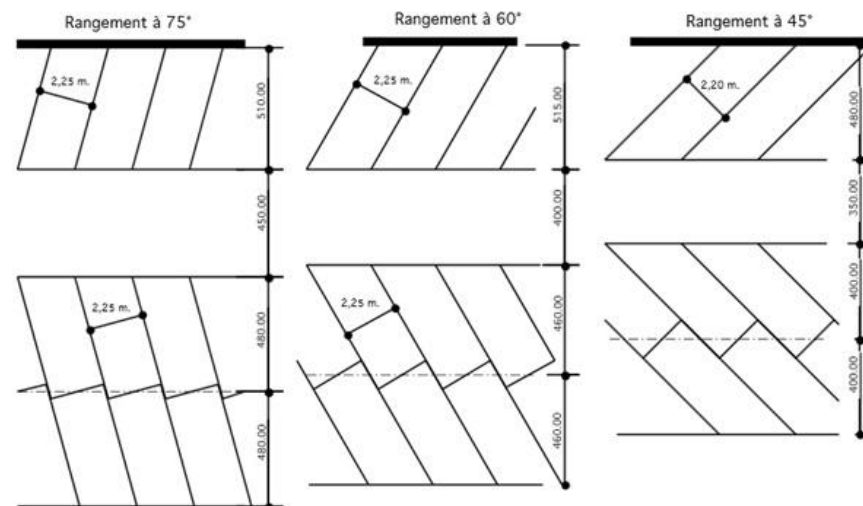 Rangement à 75°
2,25 m.
510.00
450.00
2,25 m.
480.00
480.00
Rangement à 60°
2,25 m.
515.00
400.00
2,25 m.
460.00
460.00
Rangement à 45°
2,20 m.
480.00
350.00
400.00
400.00